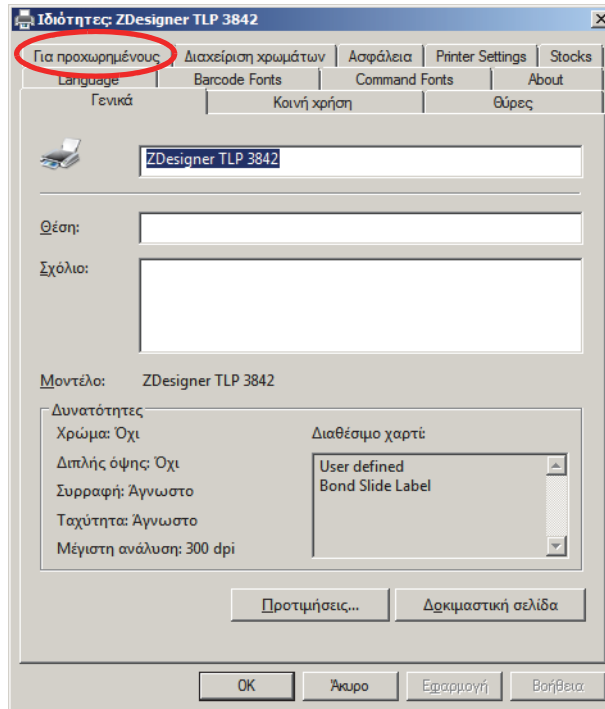 Ιδιότητες: ZDesigner TLP 3842
Για προχωρημένους Διαχείριση χρωμάτων Ασφάλεια Printer Settings Stocks
Language Barcode Fonts Command Fonts About
Γενικά Κοινή χρήση Θύρες
ZDesigner TLP 3842
Θέση:
Σχόλιο:
Μοντέλο: ZDesigner TLP 3842
Δυνατότητες
Χρώμα: Όχι Διαθέσιμο χαρτί:
Διπλής όψης: Όχι User defined
Συρραφή: Άγνωστο Bond Slide Label
Ταχύτητα: Άγνωστο
Μέγιστη ανάλυση: 300 dpi
Προτιμήσεις... Δοκιμαστική σελίδα
OK Άκυρο Εφαρμογή Βοήθεια